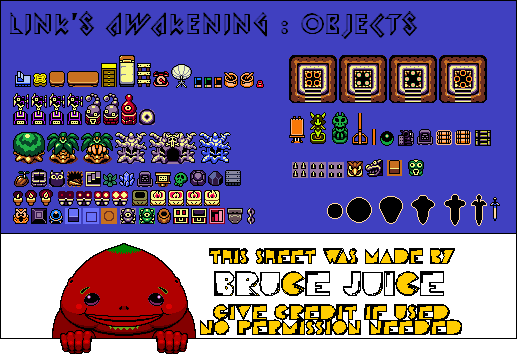 LINK'S AWAKENING : OBJECTS
THIS SHEET WAS MADE BY
BRUCE JUICE
GIVE CREDIT IF USED
NO PERMISSION NEEDED